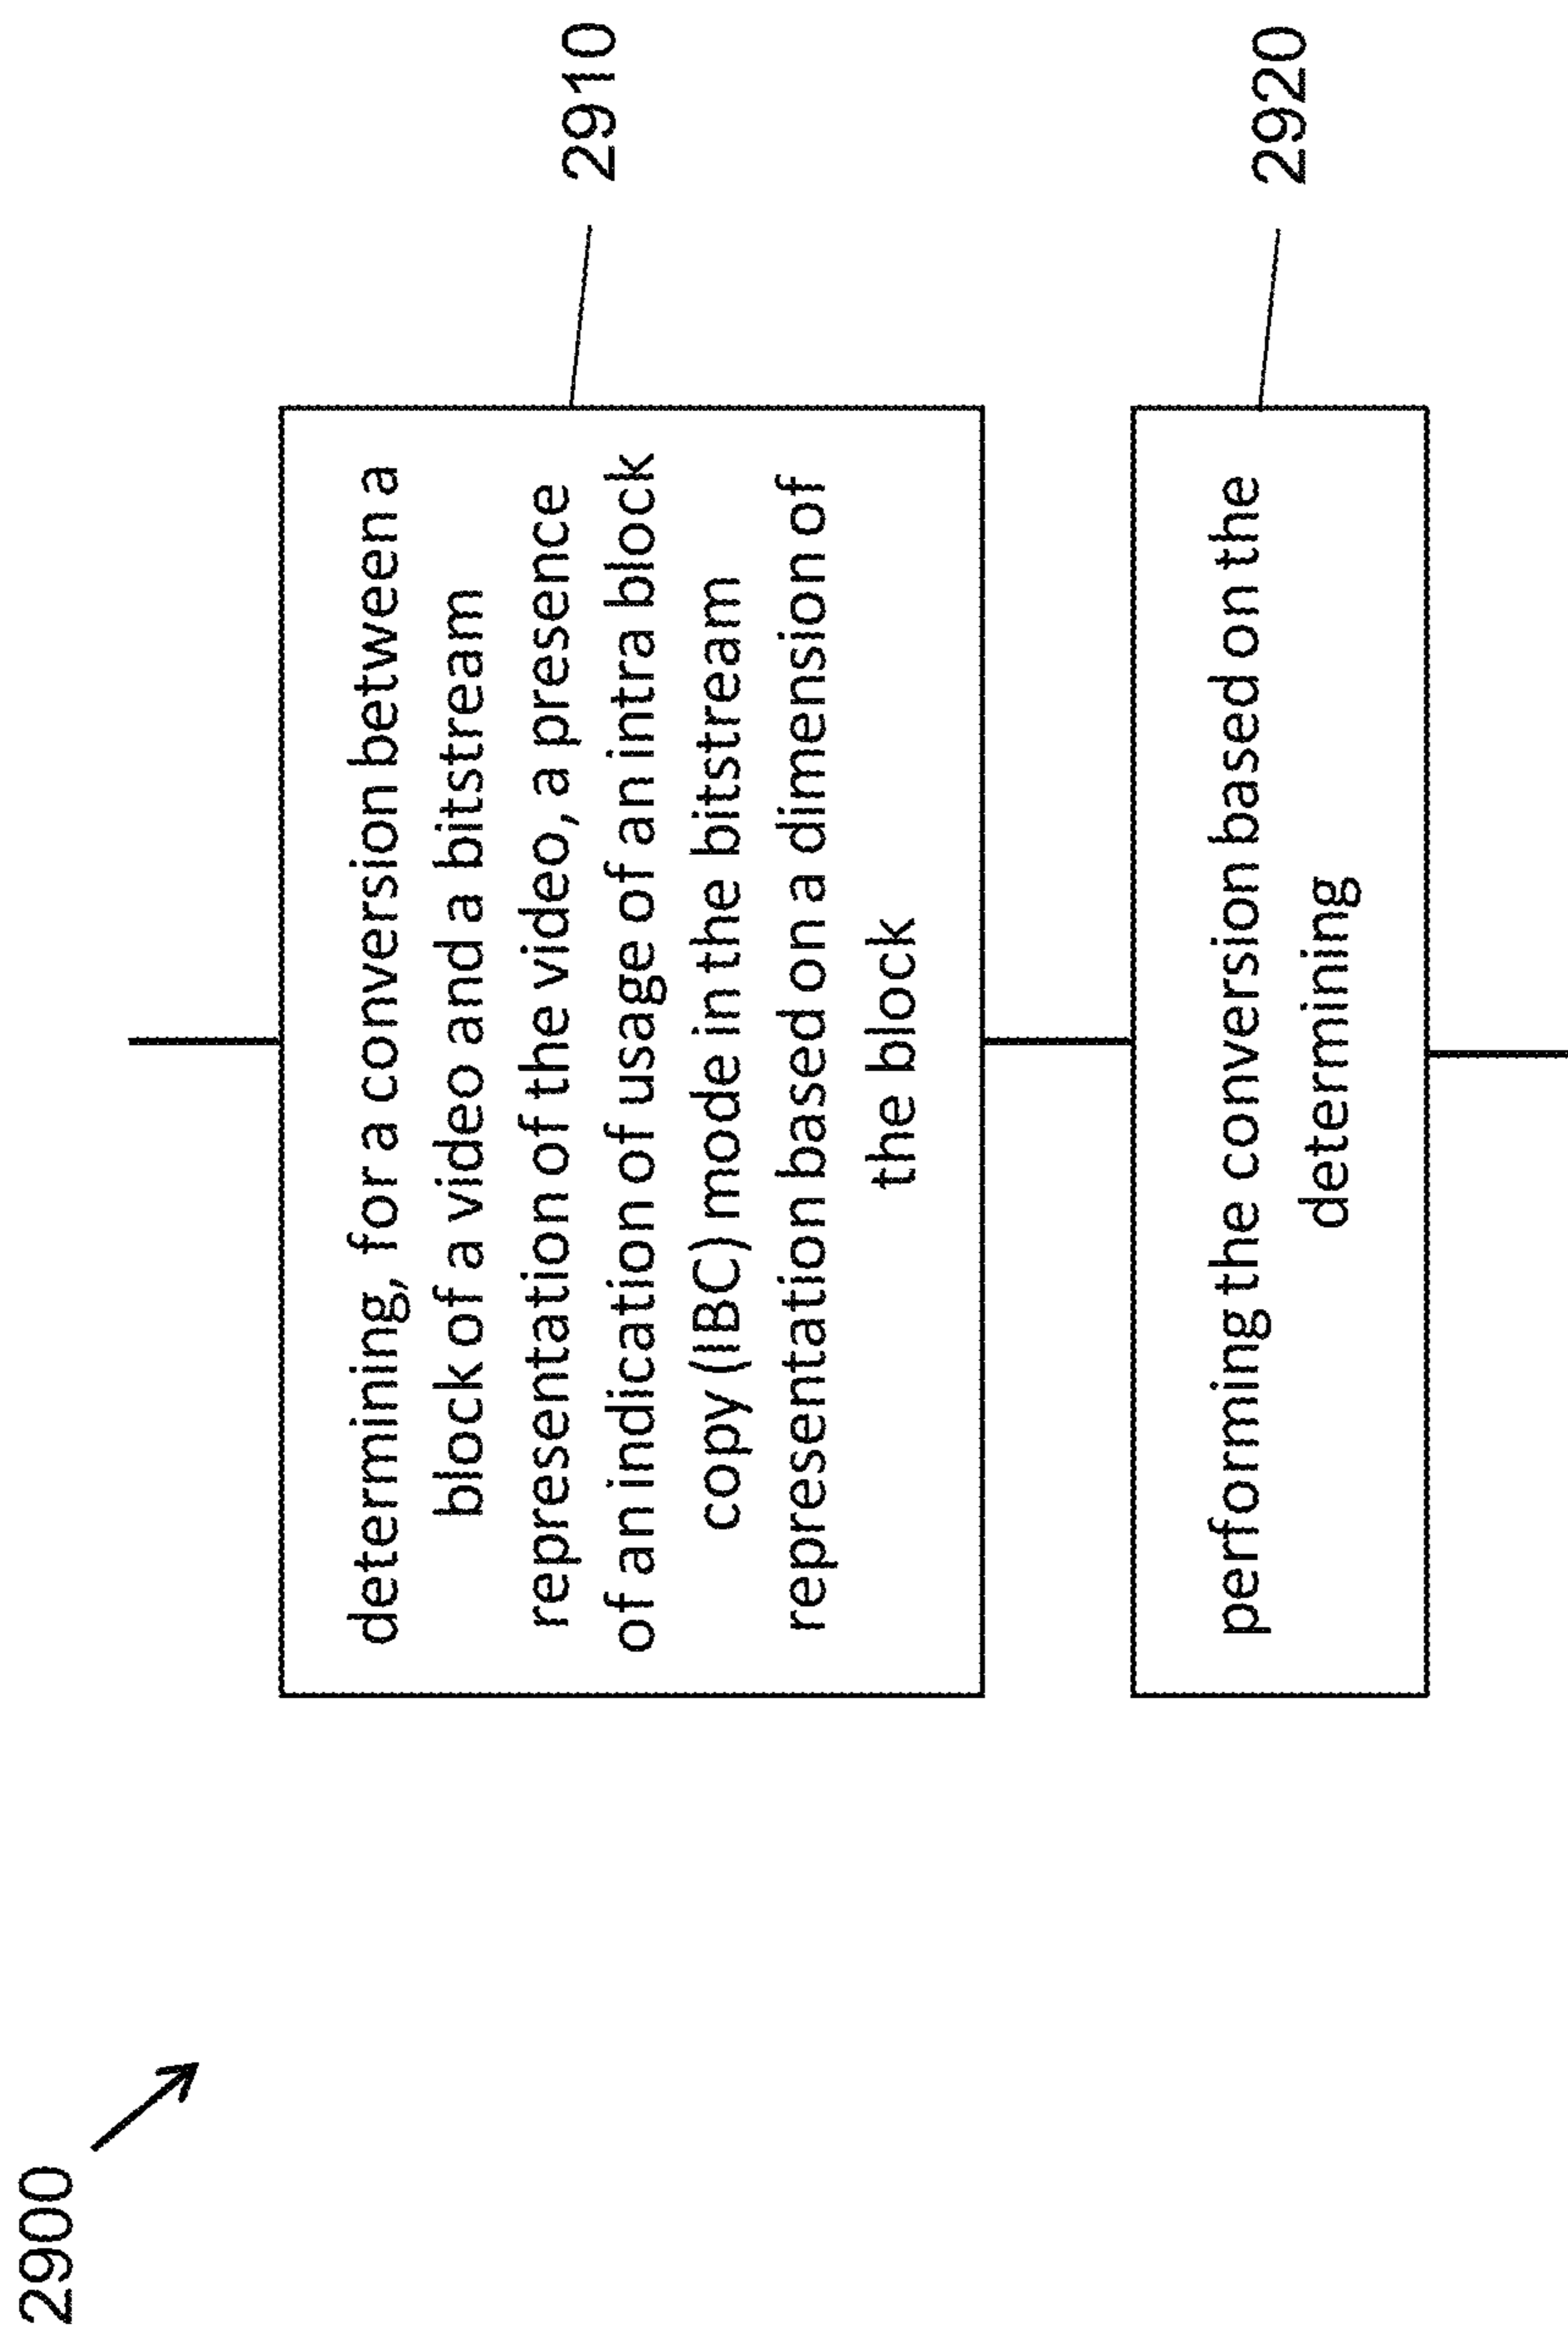 2900
determining, for a conversion between a
block of a video and a bitstream
representation of the video, a presence
of an indication of usage of an intra block
copy (IBC) mode in the bitstream
representation based on a dimension of
the block
2910
performing the conversion based on the
determining
2920